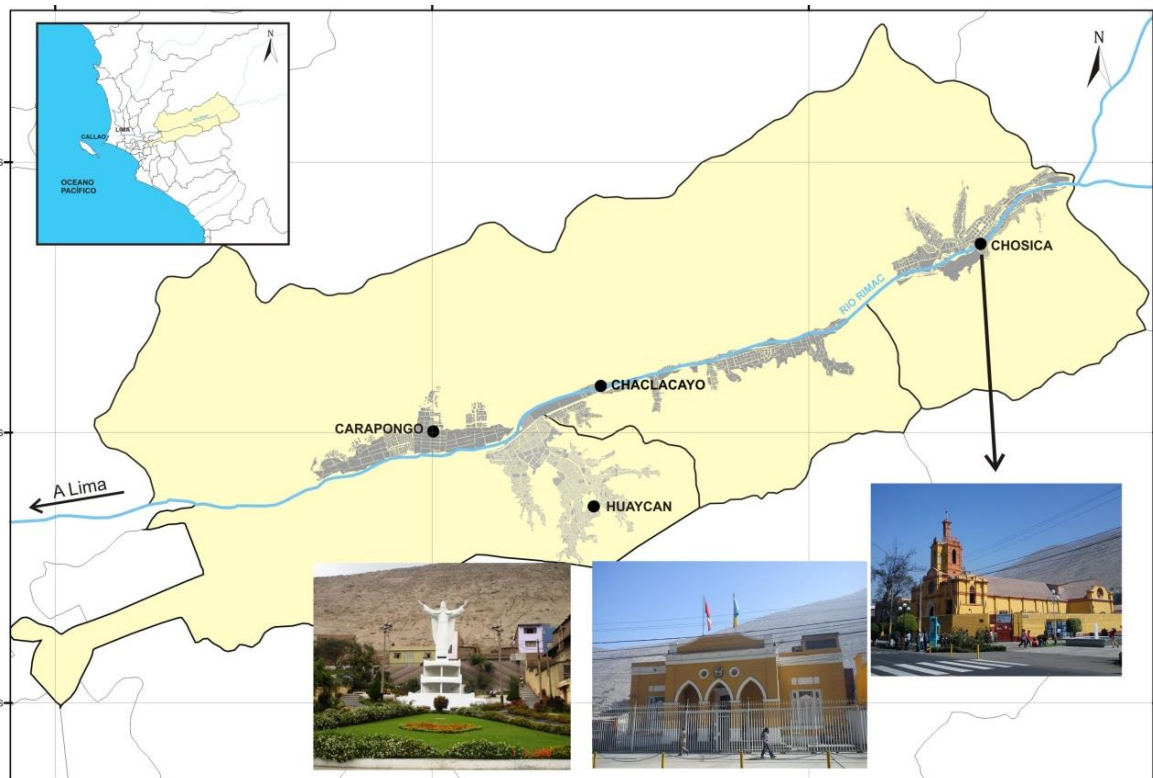 N
LIMA
CALLAO
OCEANO
PACÍFICO
N
CHOSICA
RIO RIMAC
CHACLACAYO
CARAPONGO
A Lima
HUAYCAN
S
S
S